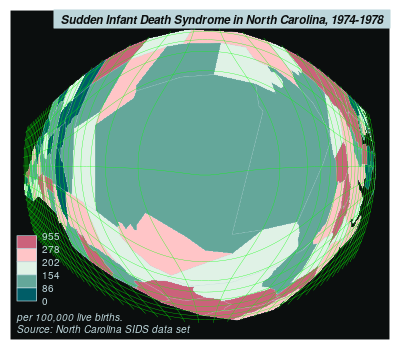 Sudden Infant Death Syndrome in North Carolina, 1974-1978
955
278
202
154
86
0
per 100,000 live births.
Source: North Carolina SIDS data set